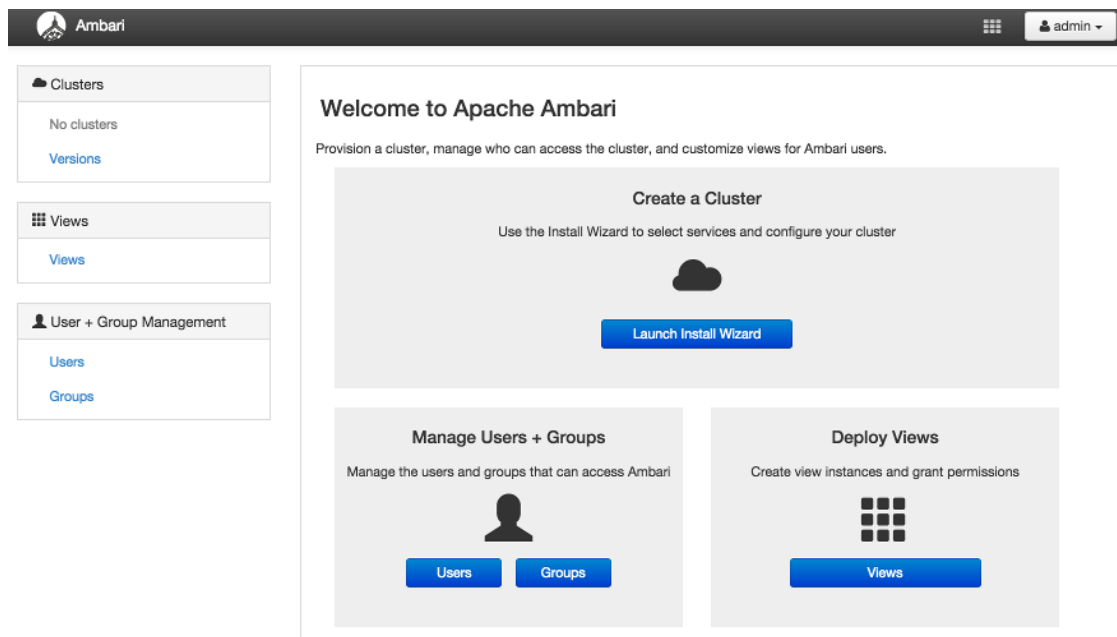 Ambari
admin
Clusters
No clusters
Versions
Views
Views
User + Group Management
Users
Groups
Welcome to Apache Ambari
Provision a cluster, manage who can access the cluster, and customize views for Ambari users.
Create a Cluster
Use the Install Wizard to select services and configure your cluster
Launch Install Wizard
Manage Users + Groups
Manage the users and groups that can access Ambari
Users Groups
Deploy Views
Create view instances and grant permissions
Views